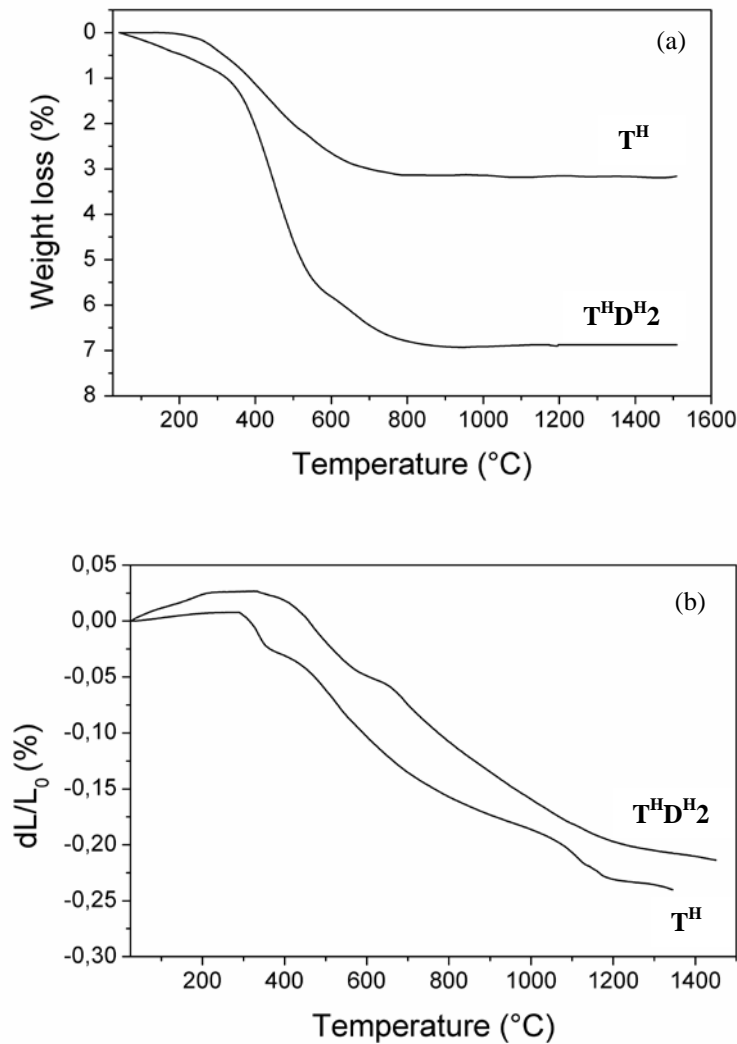 (a)
0
1
2
3
4
5
6
7
8
Weight loss (%)
T^H
T^HD^H2
200 400 600 800 1000 1200 1400 1600
Temperature (°C)
(b)
0,05
0,00
-0,05
-0,10
-0,15
-0,20
-0,25
-0,30
dL/L₀ (%)
T^HD^H2
T^H
200 400 600 800 1000 1200 1400
Temperature (°C)